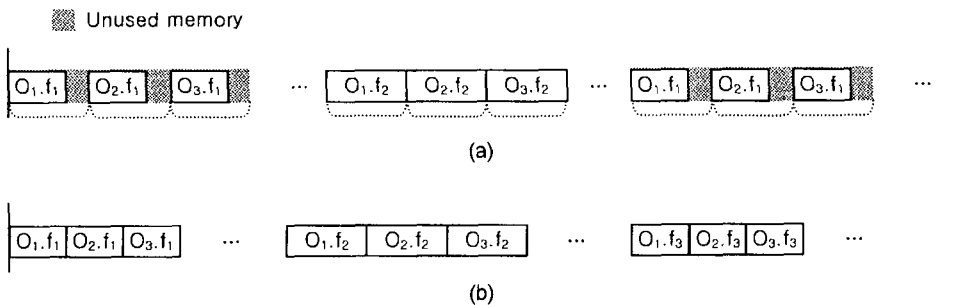 Unused memory
O₁.f₁ O₂.f₁ O₃.f₁ ... O₁.f₂ O₂.f₂ O₃.f₂ ... O₁.f₁ O₂.f₁ O₃.f₁ ...
(a)
O₁.f₁ O₂.f₁ O₃.f₁ ... O₁.f₂ O₂.f₂ O₃.f₂ ... O₁.f₃ O₂.f₃ O₃.f₃ ...
(b)